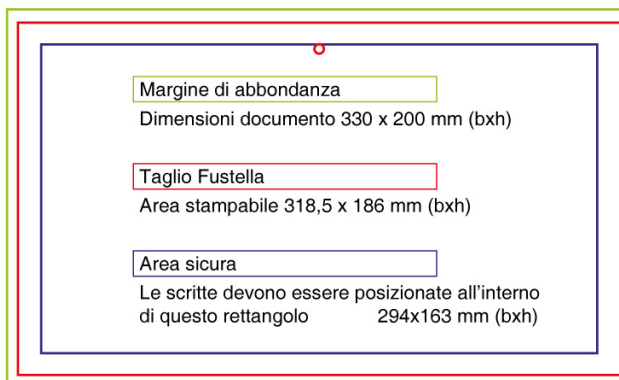 Margine di abbondanza
Dimensioni documento 330 x 200 mm (bxh)
Taglio Fustella
Area stampabile 318,5 x 186 mm (bxh)
Area sicura
Le scritte devono essere posizionate all'interno
di questo rettangolo 294x163 mm (bxh)